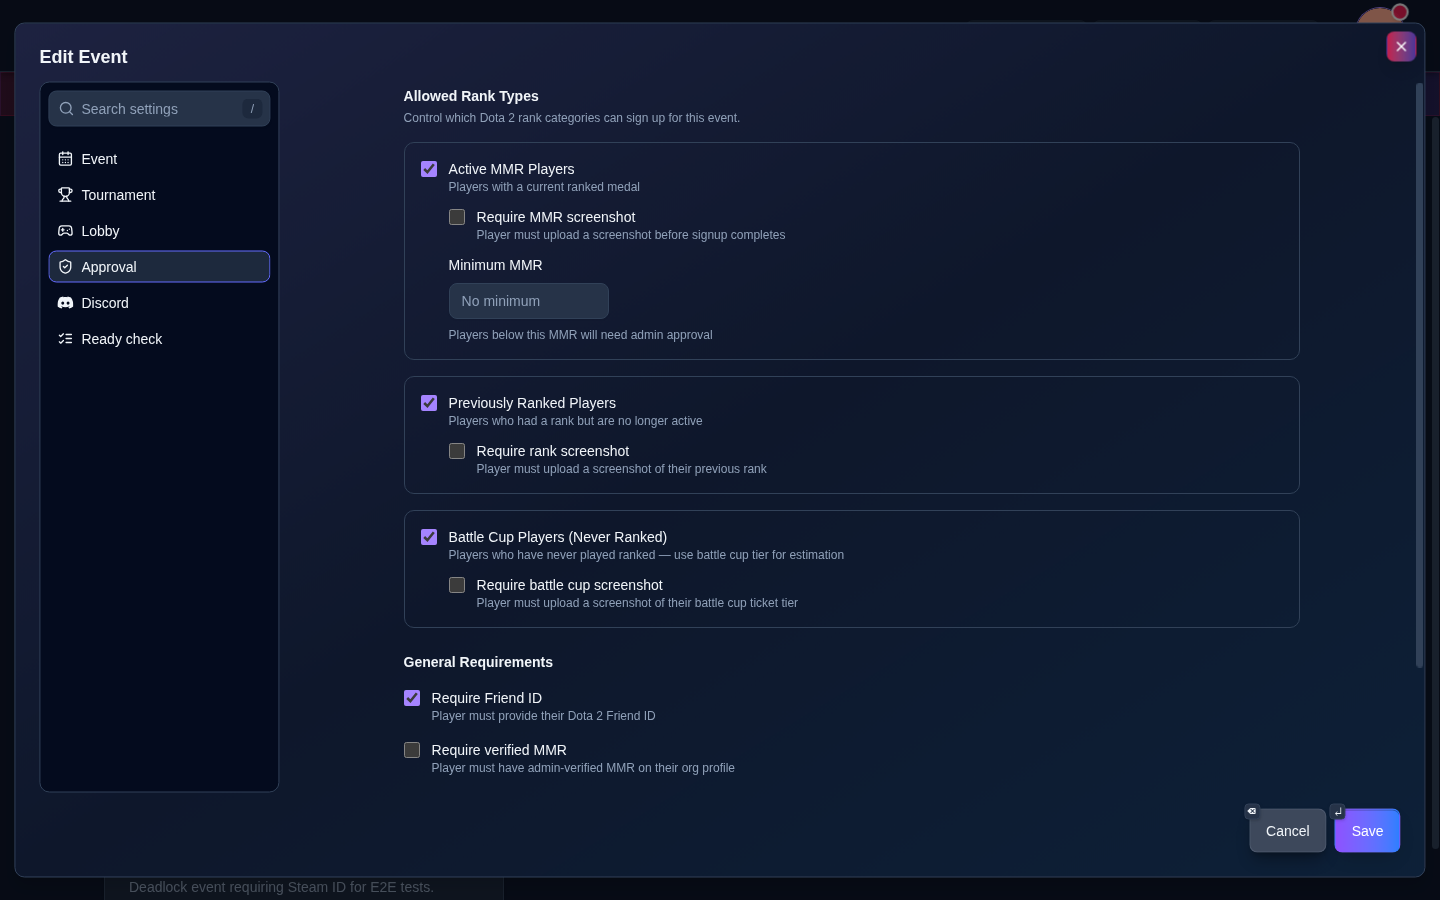 Edit Event
Search settings /
Event
Tournament
Lobby
Approval
Discord
Ready check
Allowed Rank Types
Control which Dota 2 rank categories can sign up for this event.
Active MMR Players
Players with a current ranked medal
Require MMR screenshot
Player must upload a screenshot before signup completes
Minimum MMR
No minimum
Players below this MMR will need admin approval
Previously Ranked Players
Players who had a rank but are no longer active
Require rank screenshot
Player must upload a screenshot of their previous rank
Battle Cup Players (Never Ranked)
Players who have never played ranked — use battle cup tier for estimation
Require battle cup screenshot
Player must upload a screenshot of their battle cup ticket tier
General Requirements
Require Friend ID
Player must provide their Dota 2 Friend ID
Require verified MMR
Player must have admin-verified MMR on their org profile
Cancel
Save
Deadlock event requiring Steam ID for E2E tests.